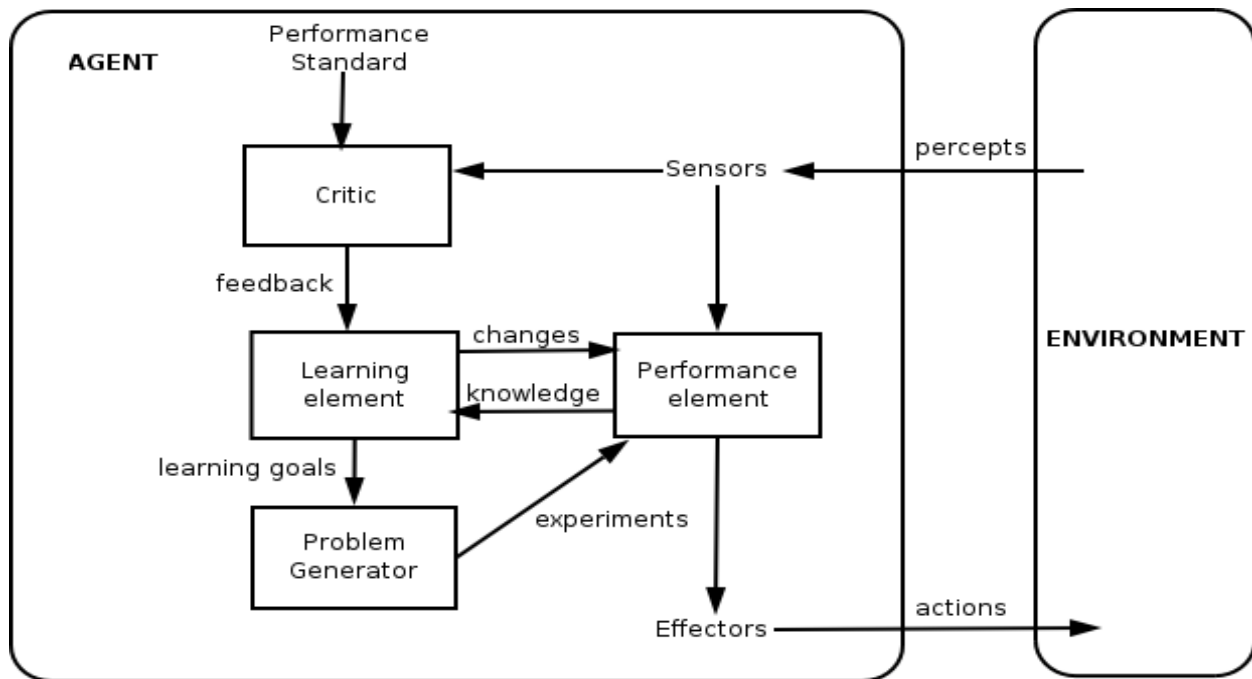 Performance
Standard
AGENT
percepts
Sensors
Critic
feedback
changes
ENVIRONMENT
Learning
element
Performance
element
knowledge
learning goals
experiments
Problem
Generator
actions
Effectors